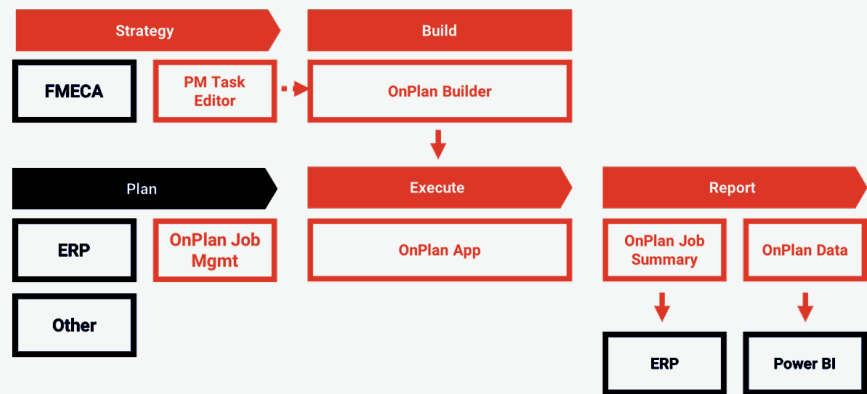 Strategy
Build
FMECA
PM Task
Editor
OnPlan Builder
Plan
Execute
Report
ERP
OnPlan Job
Mgmt
OnPlan App
OnPlan Job
Summary
OnPlan Data
Other
ERP
Power BI